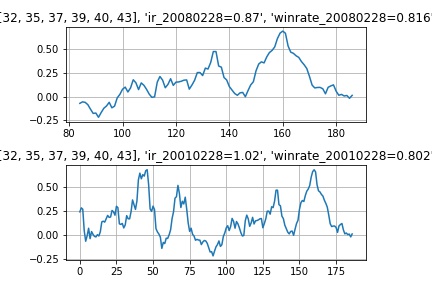 [32, 35, 37, 39, 40, 43], 'ir_20080228=0.87', 'winrate_20080228=0.816'
0.50
0.25
0.00
−0.25
80 100 120 140 160 180
[32, 35, 37, 39, 40, 43], 'ir_20010228=1.02', 'winrate_20010228=0.802'
0.50
0.25
0.00
−0.25
0 25 50 75 100 125 150 175